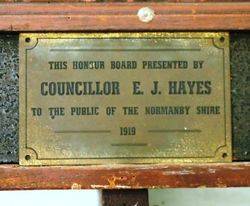 THIS HONOUR BOARD PRESENTED BY
COUNCILLOR E. J. HAYES
TO THE PUBLIC OF THE NORMANBY SHIRE
1919